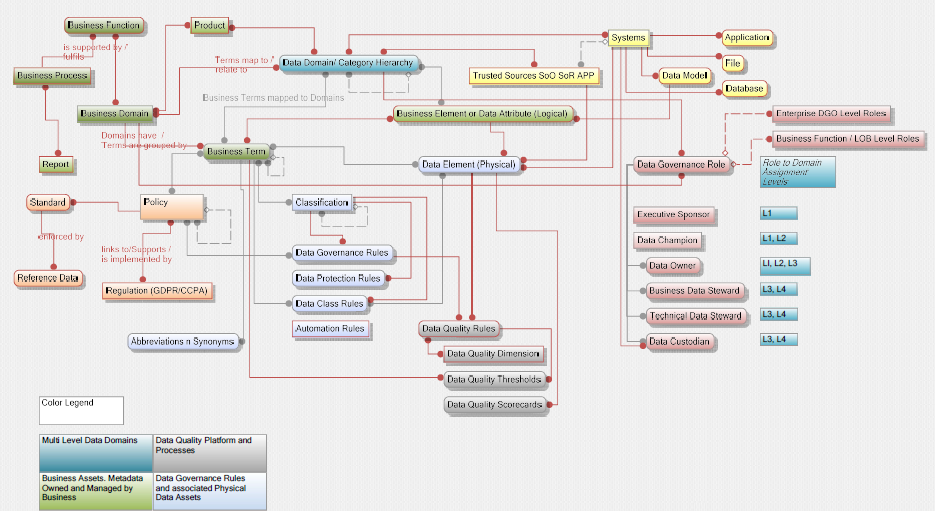 Business Function
Product
Systems
Application
is supported by /
fulfils
Terms map to /
relate to
Data Domain/ Category Hierarchy
File
Business Process
Trusted Sources SoO SoR APP
Data Model
Database
Business Terms mapped to Domains
Business Domain
Business Element or Data Attribute (Logical)
Enterprise DGO Level Roles
Domains have /
Terms are grouped by
Business Function / LOB Level Roles
Report
Business Term
Data Element (Physical)
Data Governance Role
Role to Domain
Assignment
Levels
Standard
Policy
Classification
Executive Sponsor
L1
enforced by
links to/Supports /
is implemented by
Data Governance Rules
Data Champion
L1, L2
Reference Data
Regulation (GDPR/CCPA)
Data Protection Rules
Data Owner
LI, L2, L3
Data Class Rules
Business Data Steward
L3, L4
Automation Rules
Data Quality Rules
Technical Data Steward
L3, L4
Abbreviations n Synonyms
Data Quality Dimension
Data Custodian
L3, L4
Data Quality Thresholds
Data Quality Scorecards
Color Legend
Multi Level Data Domains
Data Quality Platform and
Processes
Business Assets. Metadata
Owned and Managed by
Business
Data Governance Rules
and associated Physical
Data Assets